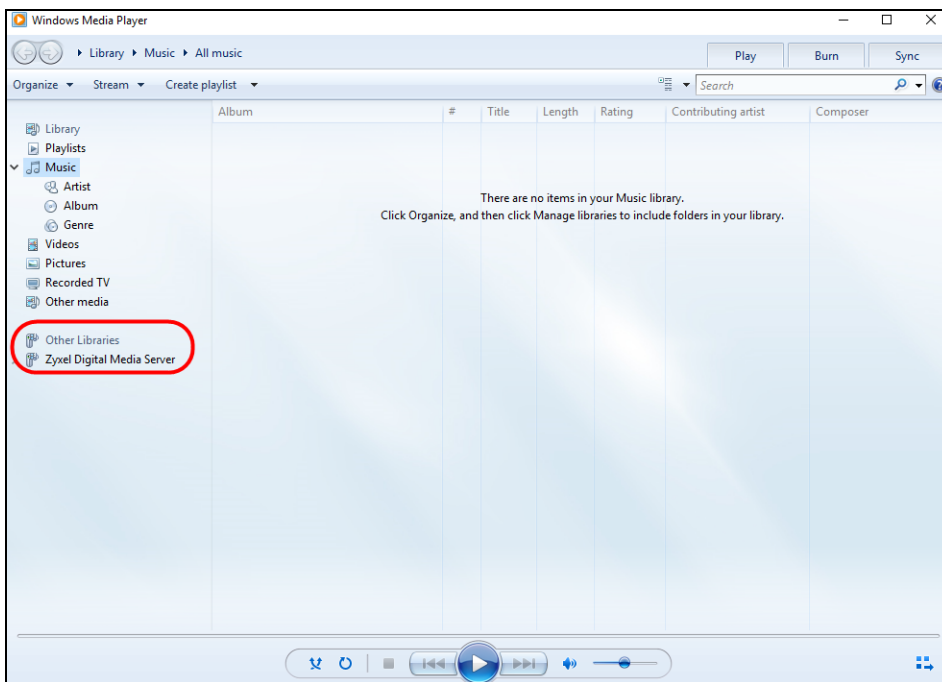 Windows Media Player
Library Music All music
Play Burn Sync
Organize Stream Create playlist
Search
Album # Title Length Rating Contributing artist Composer
Library
Playlists
Music
Artist
Album
Genre
Videos
Pictures
Recorded TV
Other media
Other Libraries
Zyxel Digital Media Server
There are no items in your Music library.
Click Organize, and then click Manage libraries to include folders in your library.